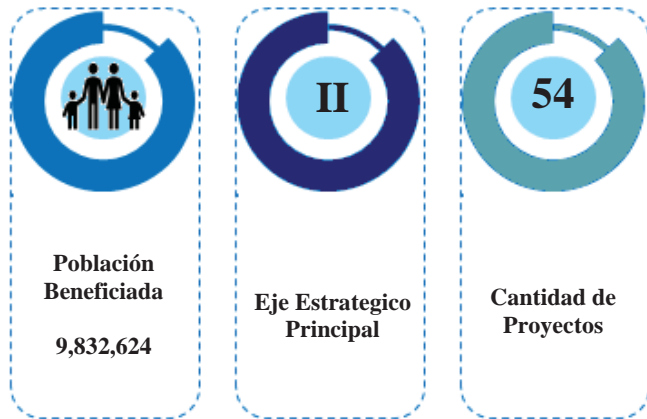 Población
Beneficiada
9,832,624
II
Eje Estrategico
Principal
54
Cantidad de
Proyectos